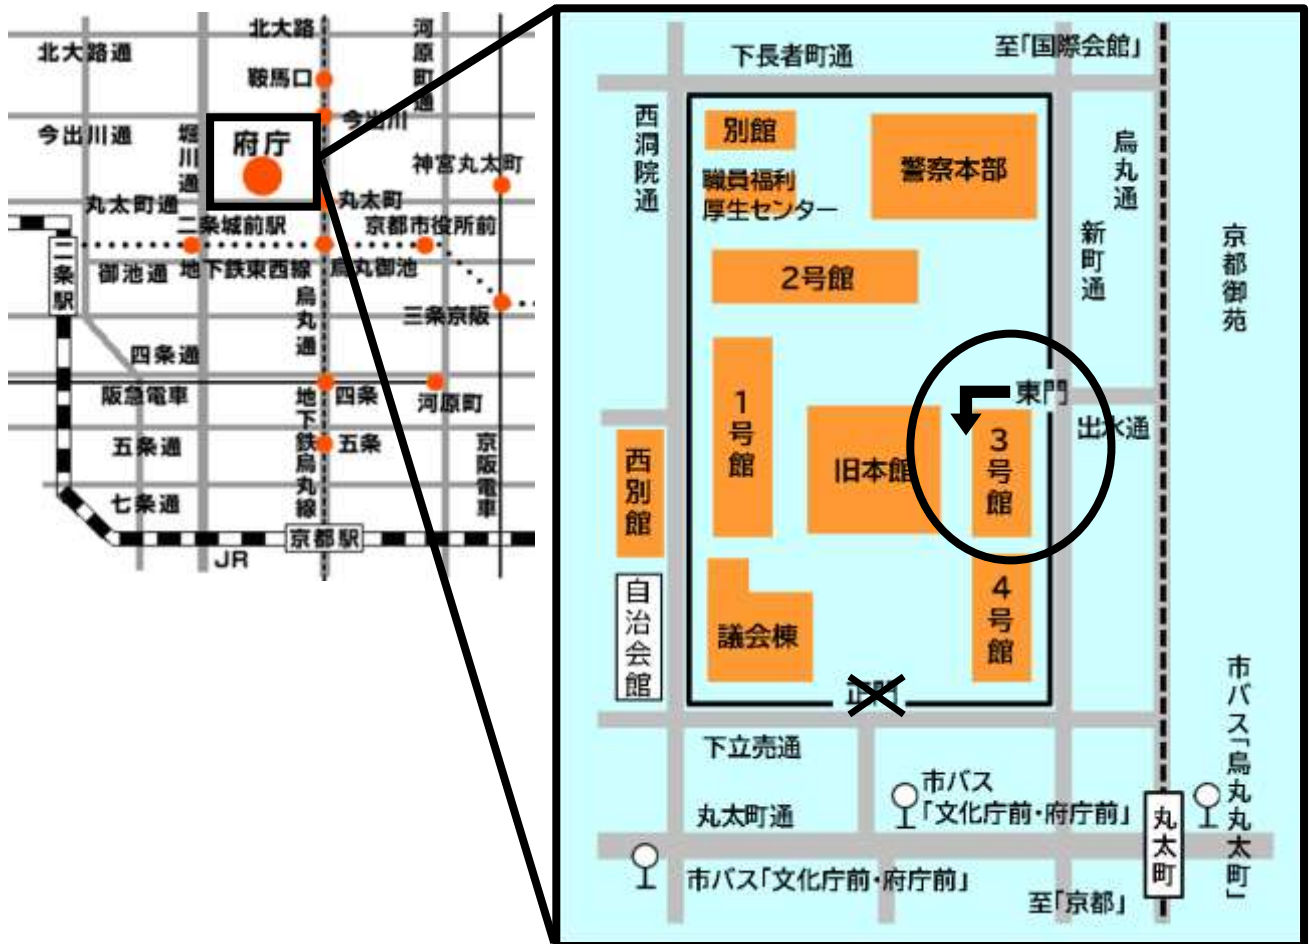 北大路
河原町通
北大路通
鞍馬口
今出川通
堀川通
府庁
今出川
神宮丸太町
丸太町通
丸太町
二条城前駅
京都市役所前
二条駅
御池通
地下鉄東西線
烏丸御池
烏丸通
三条京阪
四条通
阪急電車
地下鉄烏丸線
四条
河原町
五条通
五条
京阪電車
七条通
京都駅
JR
下長者町通
至「国際会館」
西洞院通
別館
職員福利
厚生センター
警察本部
烏丸通
新町通
京都御苑
2号館
1号館
東門
出水通
旧本館
3号館
西別館
自治会館
4号館
議会棟
正門
下立売通
丸太町通
市バス
「文化庁前・府庁前」
丸太町
市バス「烏丸丸太町」
市バス「文化庁前・府庁前」
至「京都」